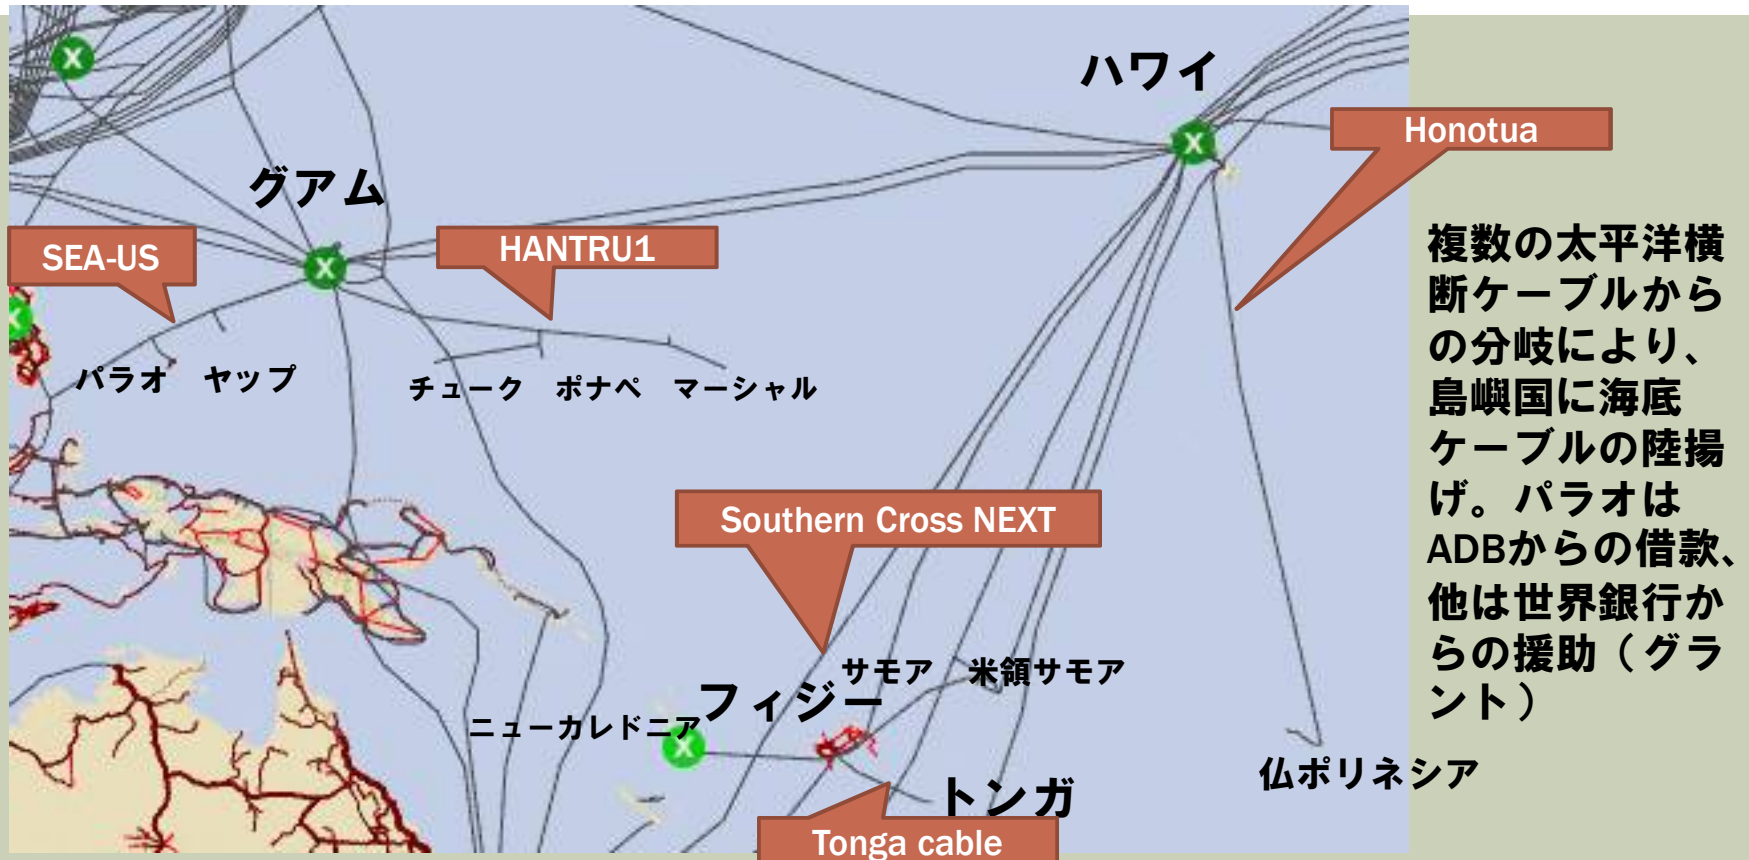 X
ハワイ
X
Honotua
グアム
SEA-US
HANTRU1
X
X
パラオ　ヤップ
チューク　ポナペ　マーシャル
Southern Cross NEXT
サモア　米領サモア
フィジー
ニューカレドニア
X
トンガ
Tonga cable
仏ポリネシア
複数の太平洋横
断ケーブルから
の分岐により、
島嶼国に海底
ケーブルの陸揚
げ。パラオは
ADBからの借款、
他は世界銀行か
らの援助（グラ
ント）